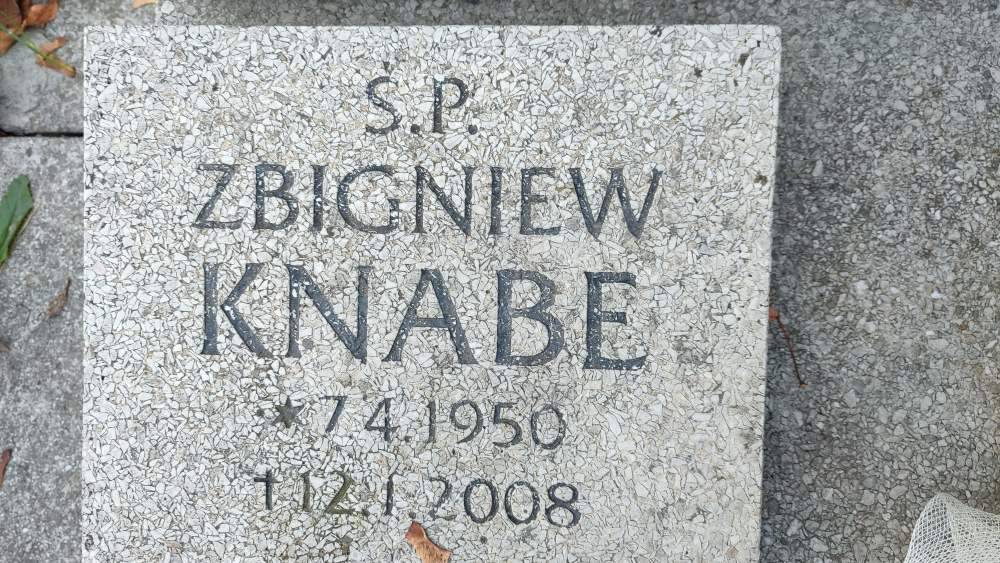 Ś.P.
ZBIGNIEW
KNABE
★ 7.4.1950
† 12.1.2008